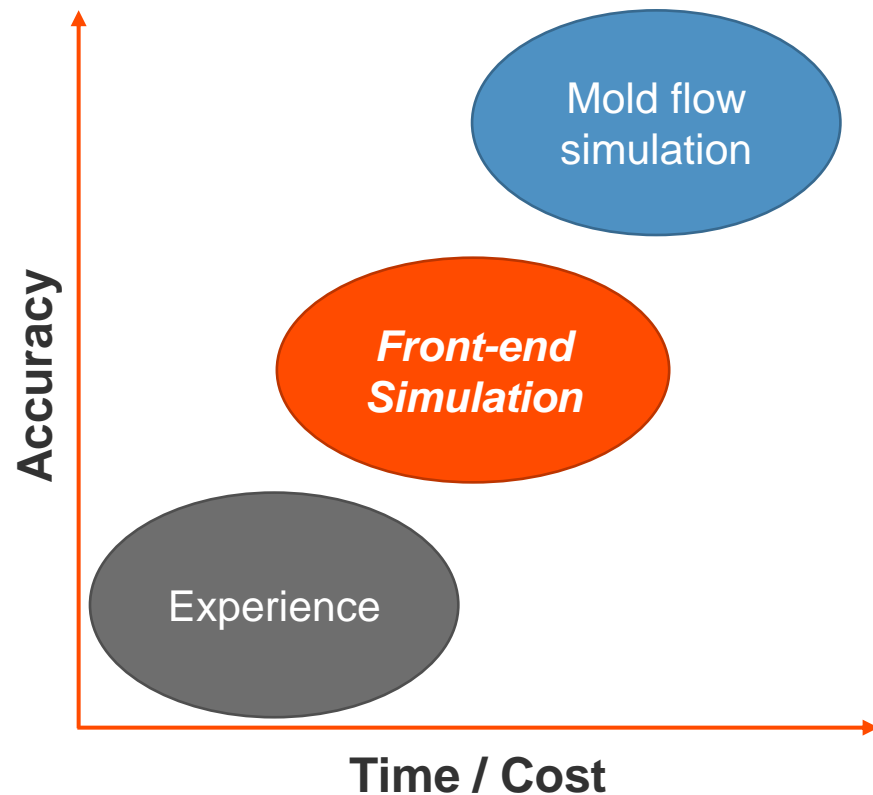 Mold flow
simulation
Front-end
Simulation
Experience
Accuracy
Time / Cost